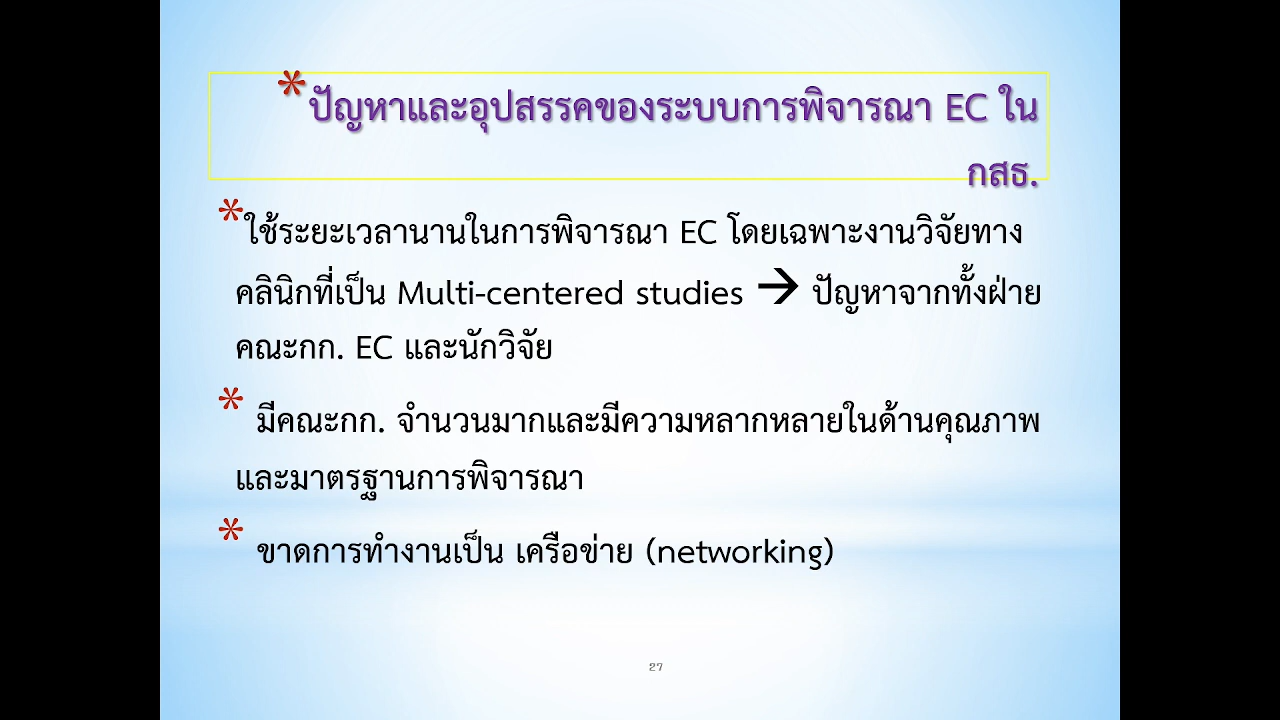 *ปัญหาและอุปสรรคของระบบการพิจารณา EC ใน
กสธ.
*ใช้ระยะเวลานานในการพิจารณา EC โดยเฉพาะงานวิจัยทาง
คลินิกที่เป็น Multi-centered studies → ปัญหาจากทั้งฝ่าย
คณะกก. EC และนักวิจัย
* มีคณะกก. จำนวนมากและมีความหลากหลายในด้านคุณภาพ
และมาตรฐานการพิจารณา
* ขาดการทำงานเป็น เครือข่าย (networking)
27